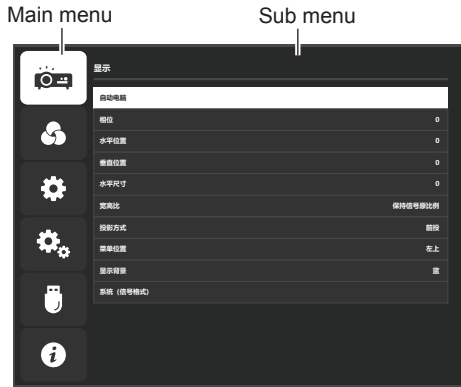 Main menu
Sub menu
显示
自动电脑
相位 0
水平位置 0
垂直位置 0
水平尺寸 0
宽高比 保持信号原比例
投影方式 前投
菜单位置 左上
显示背景 蓝
系统（信号格式）